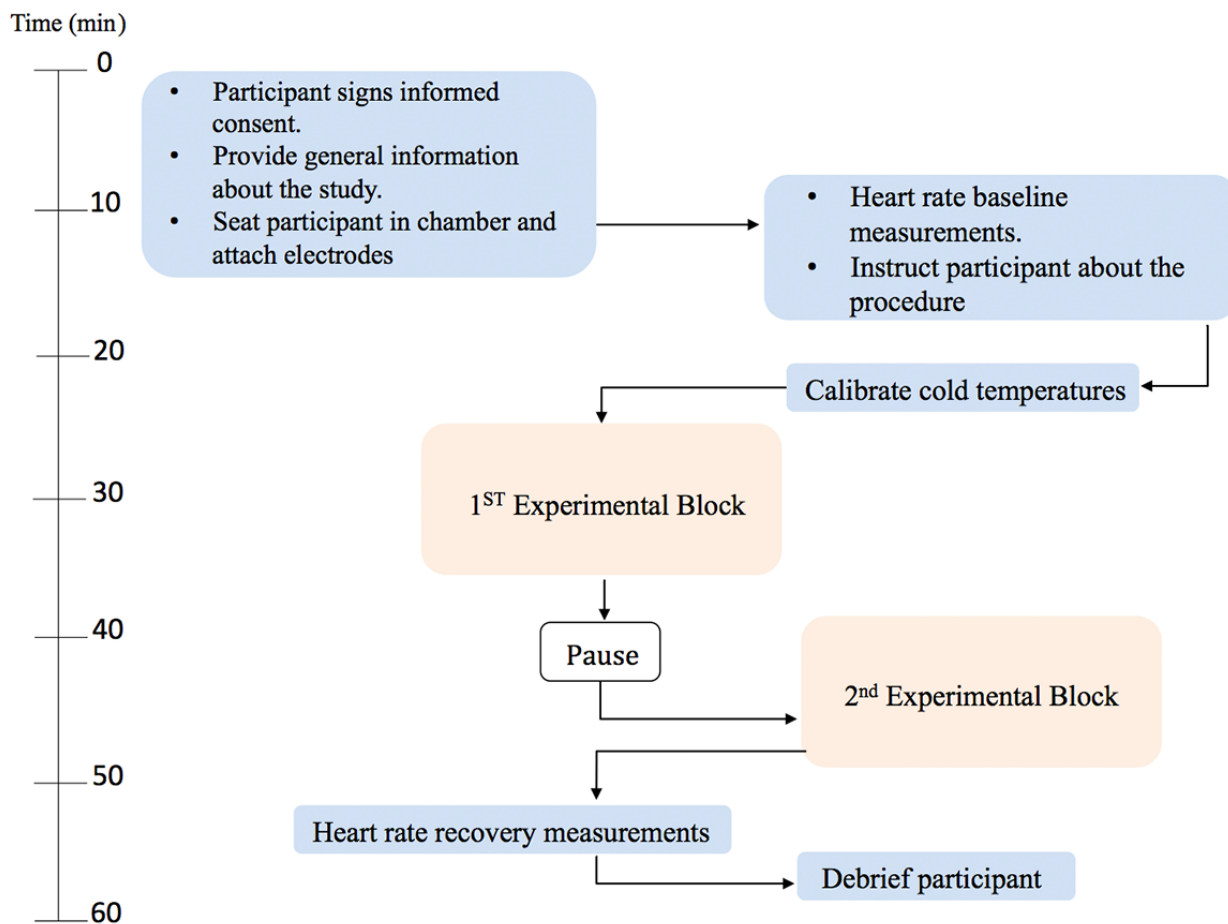 Time (min)
0
• Participant signs informed
consent.
• Provide general information
about the study.
• Seat participant in chamber and
attach electrodes
10
• Heart rate baseline
measurements.
• Instruct participant about the
procedure
20
Calibrate cold temperatures
30
1ST Experimental Block
40
Pause
2nd Experimental Block
50
Heart rate recovery measurements
Debrief participant
60